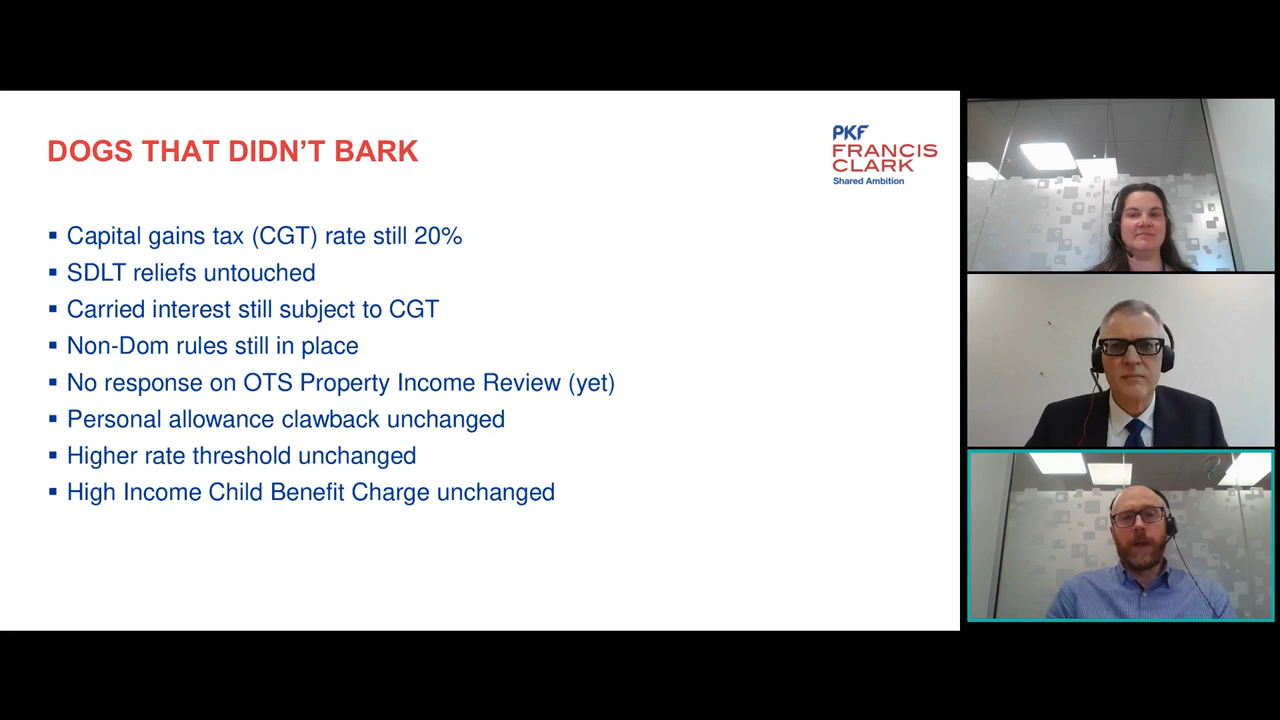 DOGS THAT DIDN'T BARK
PKF
FRANCIS
CLARK
Shared Ambition
▪ Capital gains tax (CGT) rate still 20%
▪ SDLT reliefs untouched
▪ Carried interest still subject to CGT
▪ Non-Dom rules still in place
▪ No response on OTS Property Income Review (yet)
▪ Personal allowance clawback unchanged
▪ Higher rate threshold unchanged
▪ High Income Child Benefit Charge unchanged